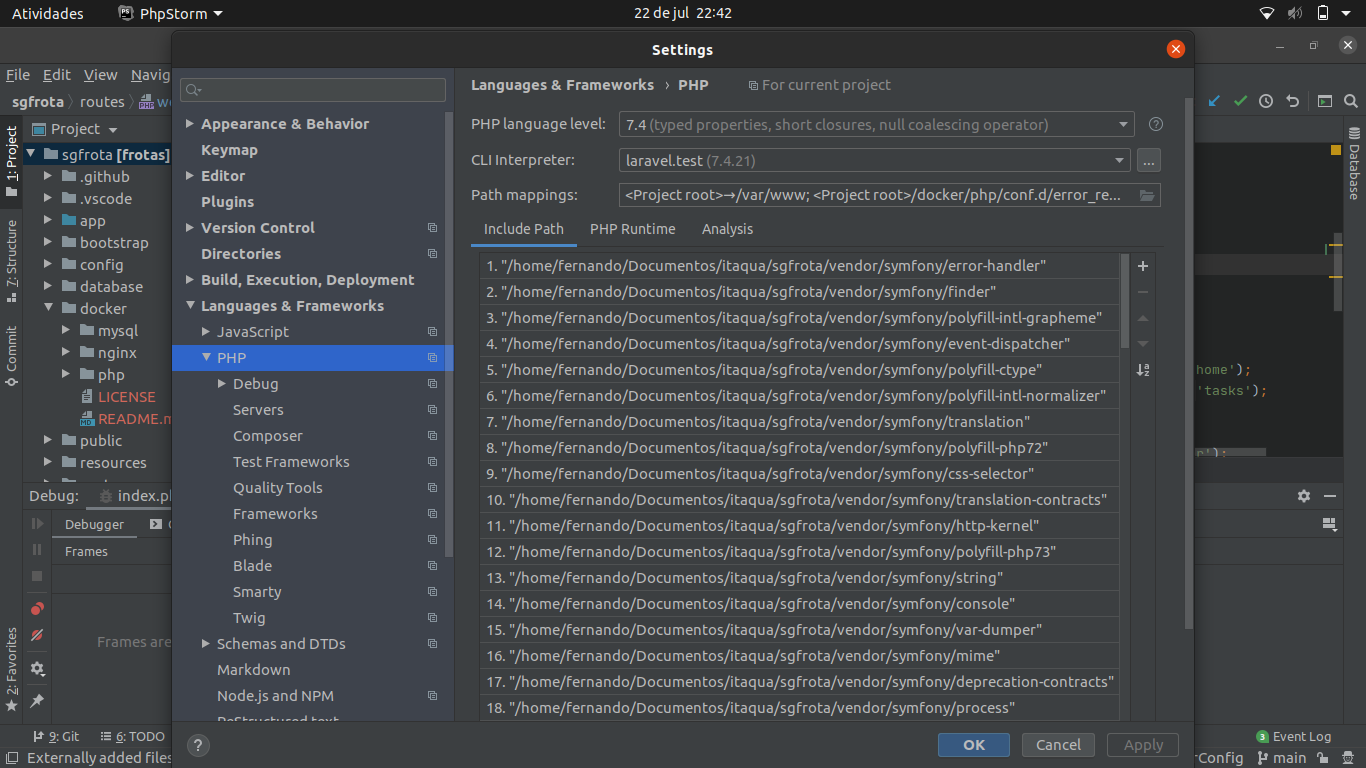 Atividades
PhpStorm
22 de jul 22:42
Settings
File Edit View Navig
sgfrota routes
1: Project
7: Structure
Commit
2: Favorites
Project
sgfrota [frotas]
.github
.vscode
app
bootstrap
config
database
docker
mysql
nginx
php
LICENSE
README.m
public
resources
Debug: index.ph
Debugger
Frames
Frames are
Appearance & Behavior
Keymap
Editor
Plugins
Version Control
Directories
Build, Execution, Deployment
Languages & Frameworks
JavaScript
PHP
Debug
Servers
Composer
Test Frameworks
Quality Tools
Frameworks
Phing
Blade
Smarty
Twig
Schemas and DTDs
Markdown
Node.js and NPM
ReStructured text
Languages & Frameworks › PHP
For current project
PHP language level: 7.4 (typed properties, short closures, null coalescing operator)
CLI Interpreter: laravel.test (7.4.21)
...
Path mappings: <Project root>→/var/www; <Project root>/docker/php/conf.d/error_re...
Include Path PHP Runtime Analysis
1. "/home/fernando/Documentos/itaqua/sgfrota/vendor/symfony/error-handler"
2. "/home/fernando/Documentos/itaqua/sgfrota/vendor/symfony/finder"
3. "/home/fernando/Documentos/itaqua/sgfrota/vendor/symfony/polyfill-intl-grapheme"
4. "/home/fernando/Documentos/itaqua/sgfrota/vendor/symfony/event-dispatcher"
5. "/home/fernando/Documentos/itaqua/sgfrota/vendor/symfony/polyfill-ctype"
6. "/home/fernando/Documentos/itaqua/sgfrota/vendor/symfony/polyfill-intl-normalizer"
7. "/home/fernando/Documentos/itaqua/sgfrota/vendor/symfony/translation"
8. "/home/fernando/Documentos/itaqua/sgfrota/vendor/symfony/polyfill-php72"
9. "/home/fernando/Documentos/itaqua/sgfrota/vendor/symfony/css-selector"
10. "/home/fernando/Documentos/itaqua/sgfrota/vendor/symfony/translation-contracts"
11. "/home/fernando/Documentos/itaqua/sgfrota/vendor/symfony/http-kernel"
12. "/home/fernando/Documentos/itaqua/sgfrota/vendor/symfony/polyfill-php73"
13. "/home/fernando/Documentos/itaqua/sgfrota/vendor/symfony/string"
14. "/home/fernando/Documentos/itaqua/sgfrota/vendor/symfony/console"
15. "/home/fernando/Documentos/itaqua/sgfrota/vendor/symfony/var-dumper"
16. "/home/fernando/Documentos/itaqua/sgfrota/vendor/symfony/mime"
17. "/home/fernando/Documentos/itaqua/sgfrota/vendor/symfony/deprecation-contracts"
18. "/home/fernando/Documentos/itaqua/sgfrota/vendor/symfony/process"
OK Cancel Apply
Database
home');
'tasks');
r');
9: Git 6: TODO
3 Event Log
Externally added files
rConfig
main